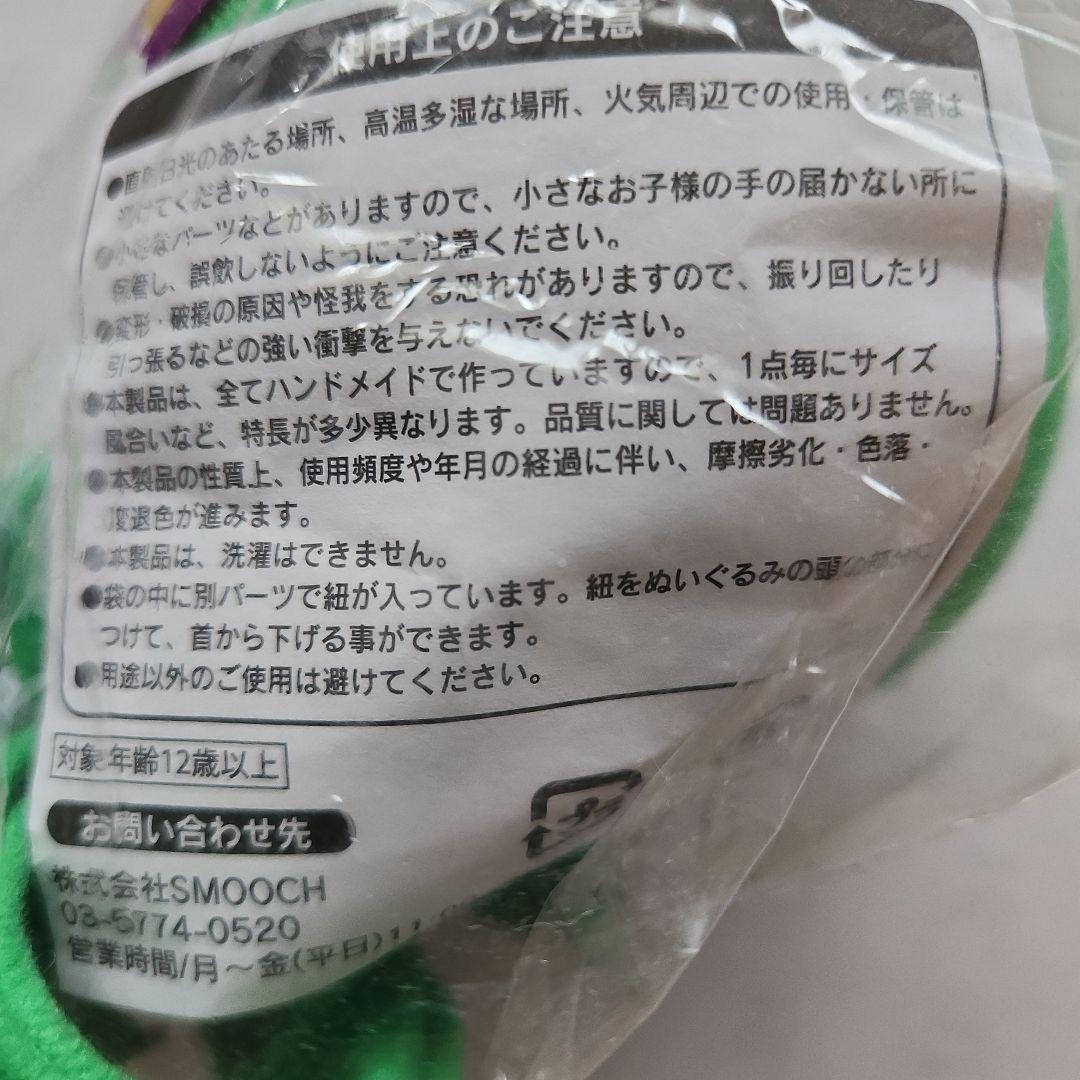 使用上のご注意
●直射日光のあたる場所、高温多湿な場所、火気周辺での使用・保管は
避けてください。
●小さなパーツなどがありますので、小さなお子様の手の届かない所に
保管し、誤飲しないようにご注意ください。
●変形・破損の原因や怪我をする恐れがありますので、振り回したり
引っ張るなどの強い衝撃を与えないでください。
●本製品は、全てハンドメイドで作っていますので、1点毎にサイズ
風合いなど、特長が多少異なります。品質に関しては問題ありません。
●本製品の性質上、使用頻度や年月の経過に伴い、摩擦劣化・色落・
変退色が進みます。
●本製品は、洗濯はできません。
●袋の中に別パーツで紐が入っています。紐をぬいぐるみの頭の部分に
つけて、首から下げる事ができます。
●用途以外のご使用は避けてください。
対象年齢12歳以上
プラ
お問い合わせ先
株式会社SMOOCH
03-5774-0520
営業時間/月～金(平日)11:0